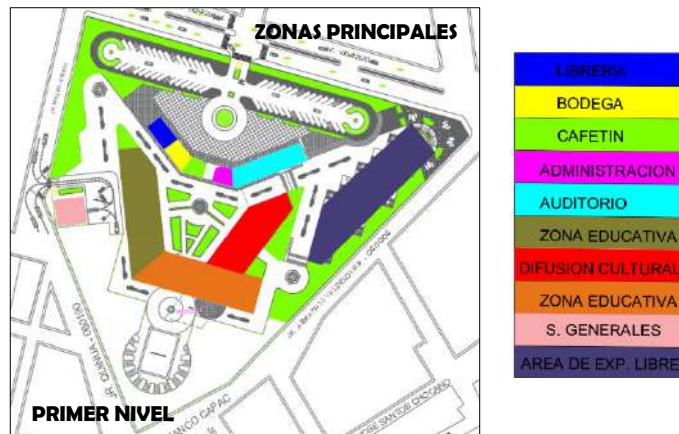 ZONAS PRINCIPALES
PRIMER NIVEL
LIBRERIA
BODEGA
CAFETIN
ADMINISTRACION
AUDITORIO
ZONA EDUCATIVA
DIFUSION CULTURAL
ZONA EDUCATIVA
S. GENERALES
AREA DE EXP. LIBRE